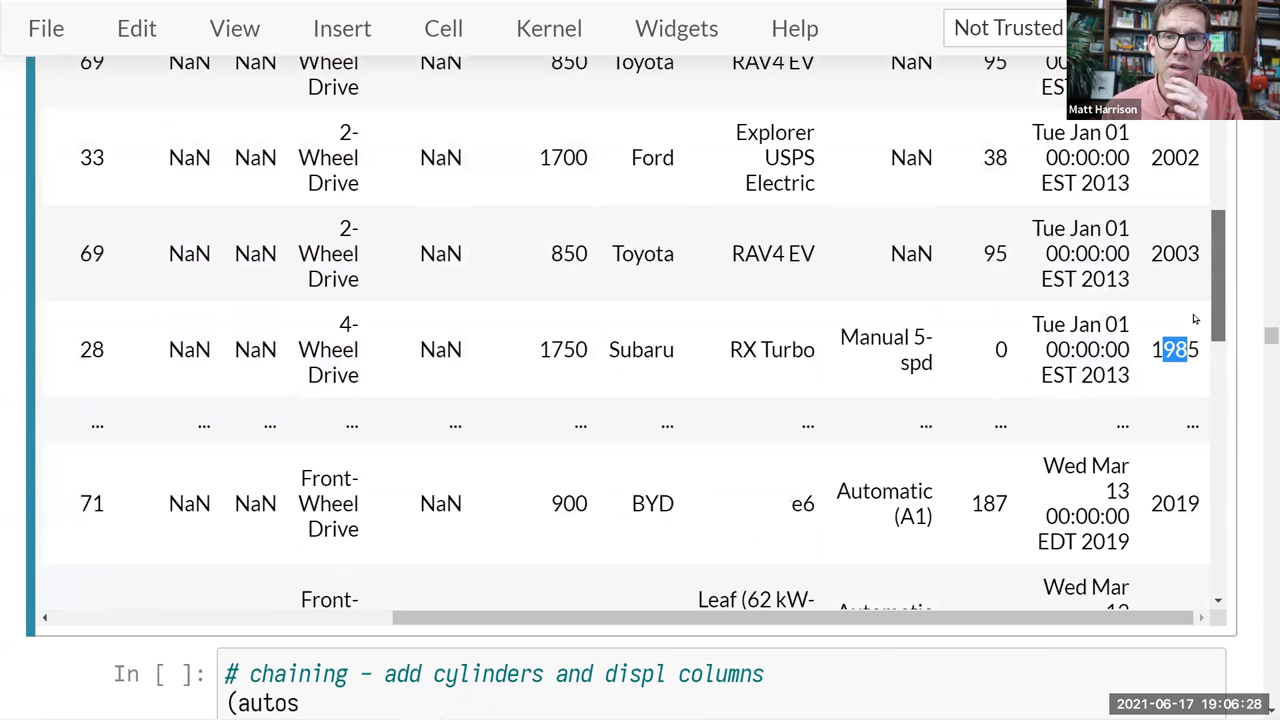 File Edit View Insert Cell Kernel Widgets Help Not Trusted
Matt Harrison
69 NaN NaN Wheel Drive NaN 850 Toyota RAV4 EV NaN 95 00:00:00 EST
33 NaN NaN 2-Wheel Drive NaN 1700 Ford Explorer USPS Electric NaN 38 Tue Jan 01 00:00:00 EST 2013 2002
69 NaN NaN 2-Wheel Drive NaN 850 Toyota RAV4 EV NaN 95 Tue Jan 01 00:00:00 EST 2013 2003
28 NaN NaN 4-Wheel Drive NaN 1750 Subaru RX Turbo Manual 5-spd 0 Tue Jan 01 00:00:00 EST 2013 1985
... ... ... ... ... ... ... ... ... ... ... ...
71 NaN NaN Front-Wheel Drive NaN 900 BYD e6 Automatic (A1) 187 Wed Mar 13 00:00:00 EDT 2019 2019
Front- Leaf (62 kW- Automatic Wed Mar 13
In [ ]: # chaining - add cylinders and displ columns
(autos
2021-06-17 19:06:28